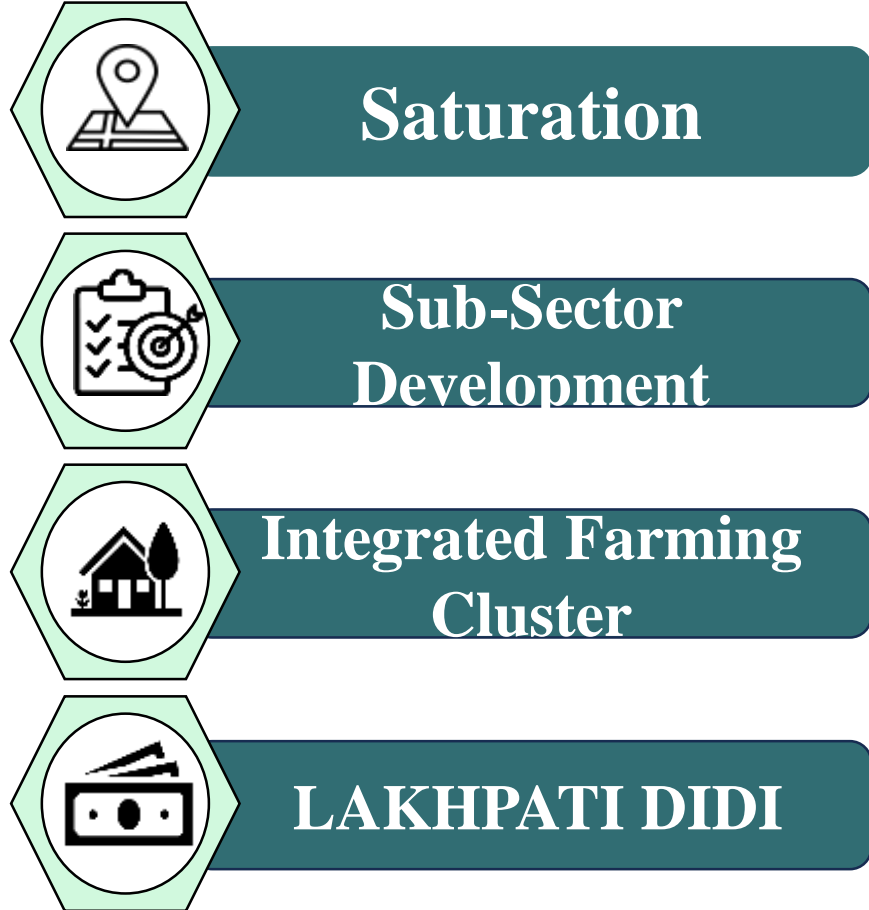 Saturation
Sub-Sector
Development
Integrated Farming
Cluster
LAKHPATI DIDI